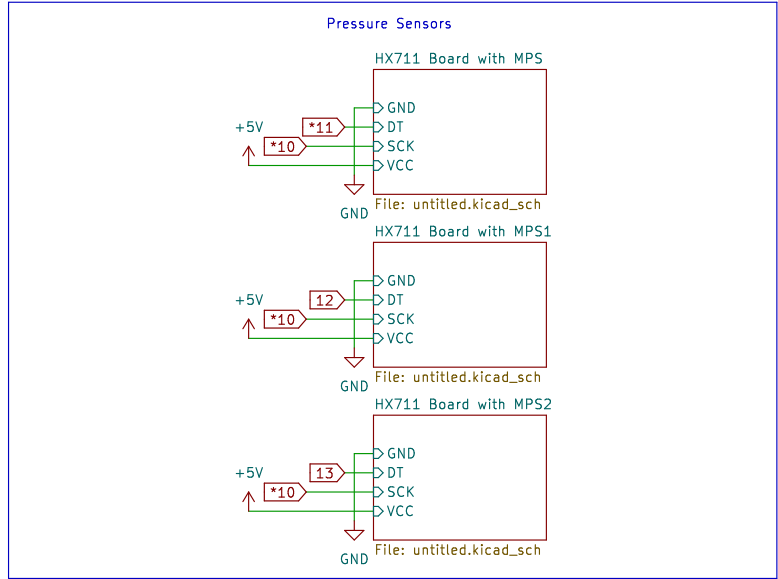 Pressure Sensors
HX711 Board with MPS
GND
*11 DT
+5V
*10 SCK
VCC
File: untitled.kicad_sch
GND
HX711 Board with MPS1
GND
12 DT
+5V
*10 SCK
VCC
File: untitled.kicad_sch
GND
HX711 Board with MPS2
GND
13 DT
+5V
*10 SCK
VCC
File: untitled.kicad_sch
GND